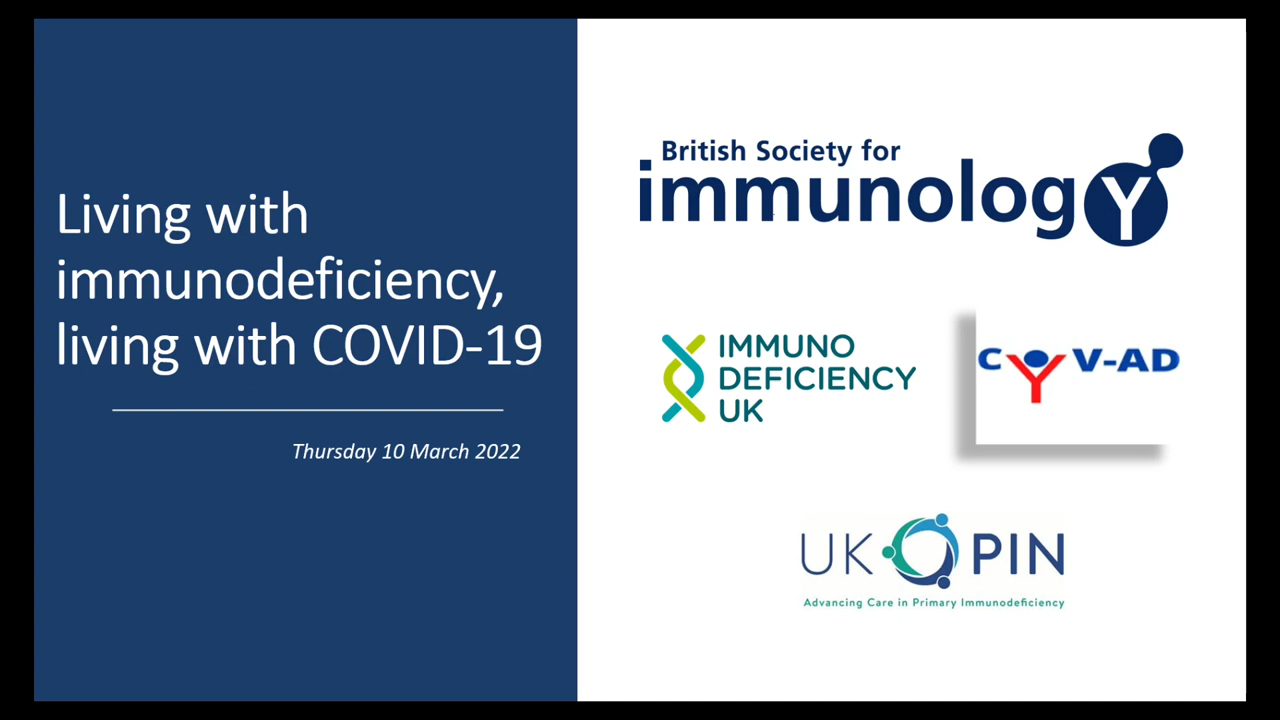 Living with
immunodeficiency,
living with COVID-19
Thursday 10 March 2022
British Society for
immunology
IMMUNO
DEFICIENCY
UK
COV-AD
UK PIN
Advancing Care in Primary Immunodeficiency